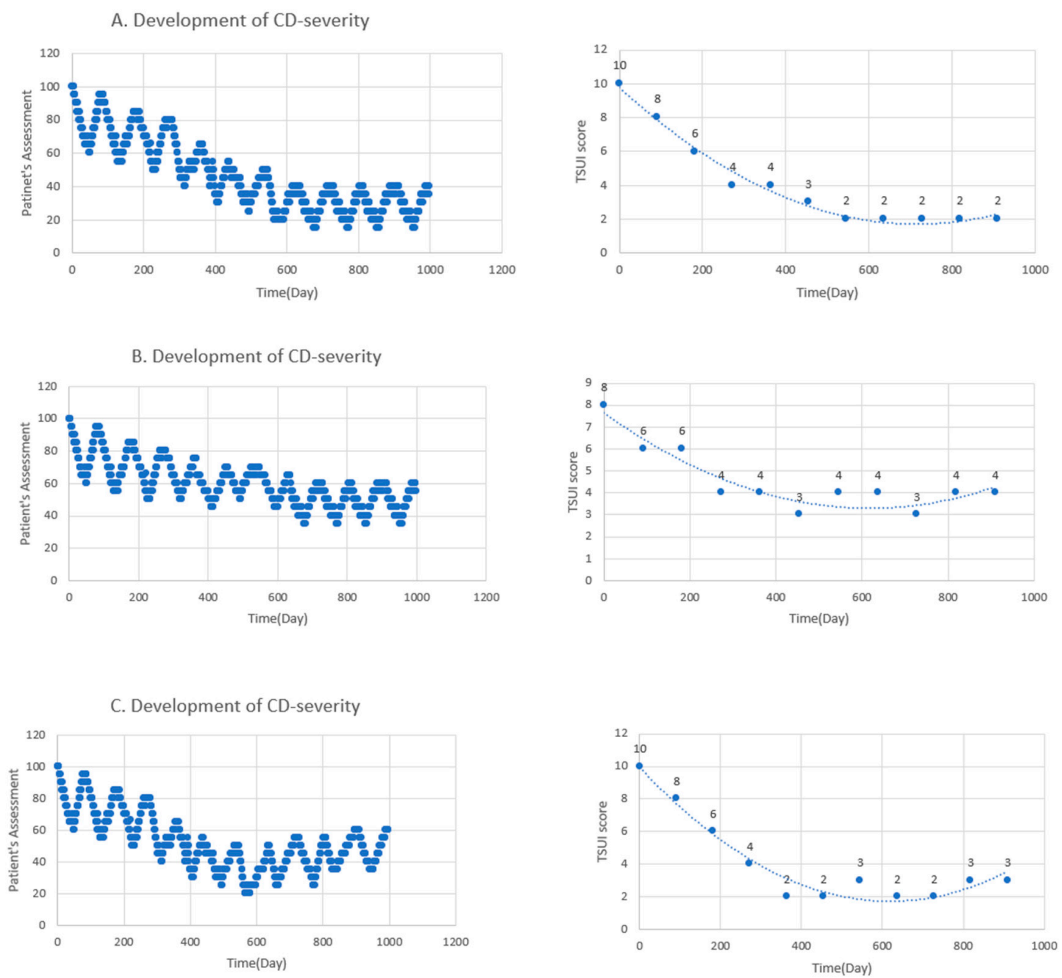 A. Development of CD-severity
120
100
80
60
40
20
0
0 200 400 600 800 1000 1200
Patinet's Assessment
Time(Day)
12
10
8
6
4
2
0
0 200 400 600 800 1000
TSUI score
Time(Day)
10 8 6 4 4 3 2 2 2 2 2
B. Development of CD-severity
120
100
80
60
40
20
0
0 200 400 600 800 1000 1200
Patient's Assessment
Time(Day)
9
8
7
6
5
4
3
2
1
0
0 200 400 600 800 1000
TSUI score
Time(Day)
8 6 6 4 4 3 4 4 3 4 4
C. Development of CD-severity
120
100
80
60
40
20
0
0 200 400 600 800 1000 1200
Patient's Assessment
Time(Day)
12
10
8
6
4
2
0
0 200 400 600 800 1000
TSUI score
Time(Day)
10 8 6 4 2 2 3 2 2 3 3